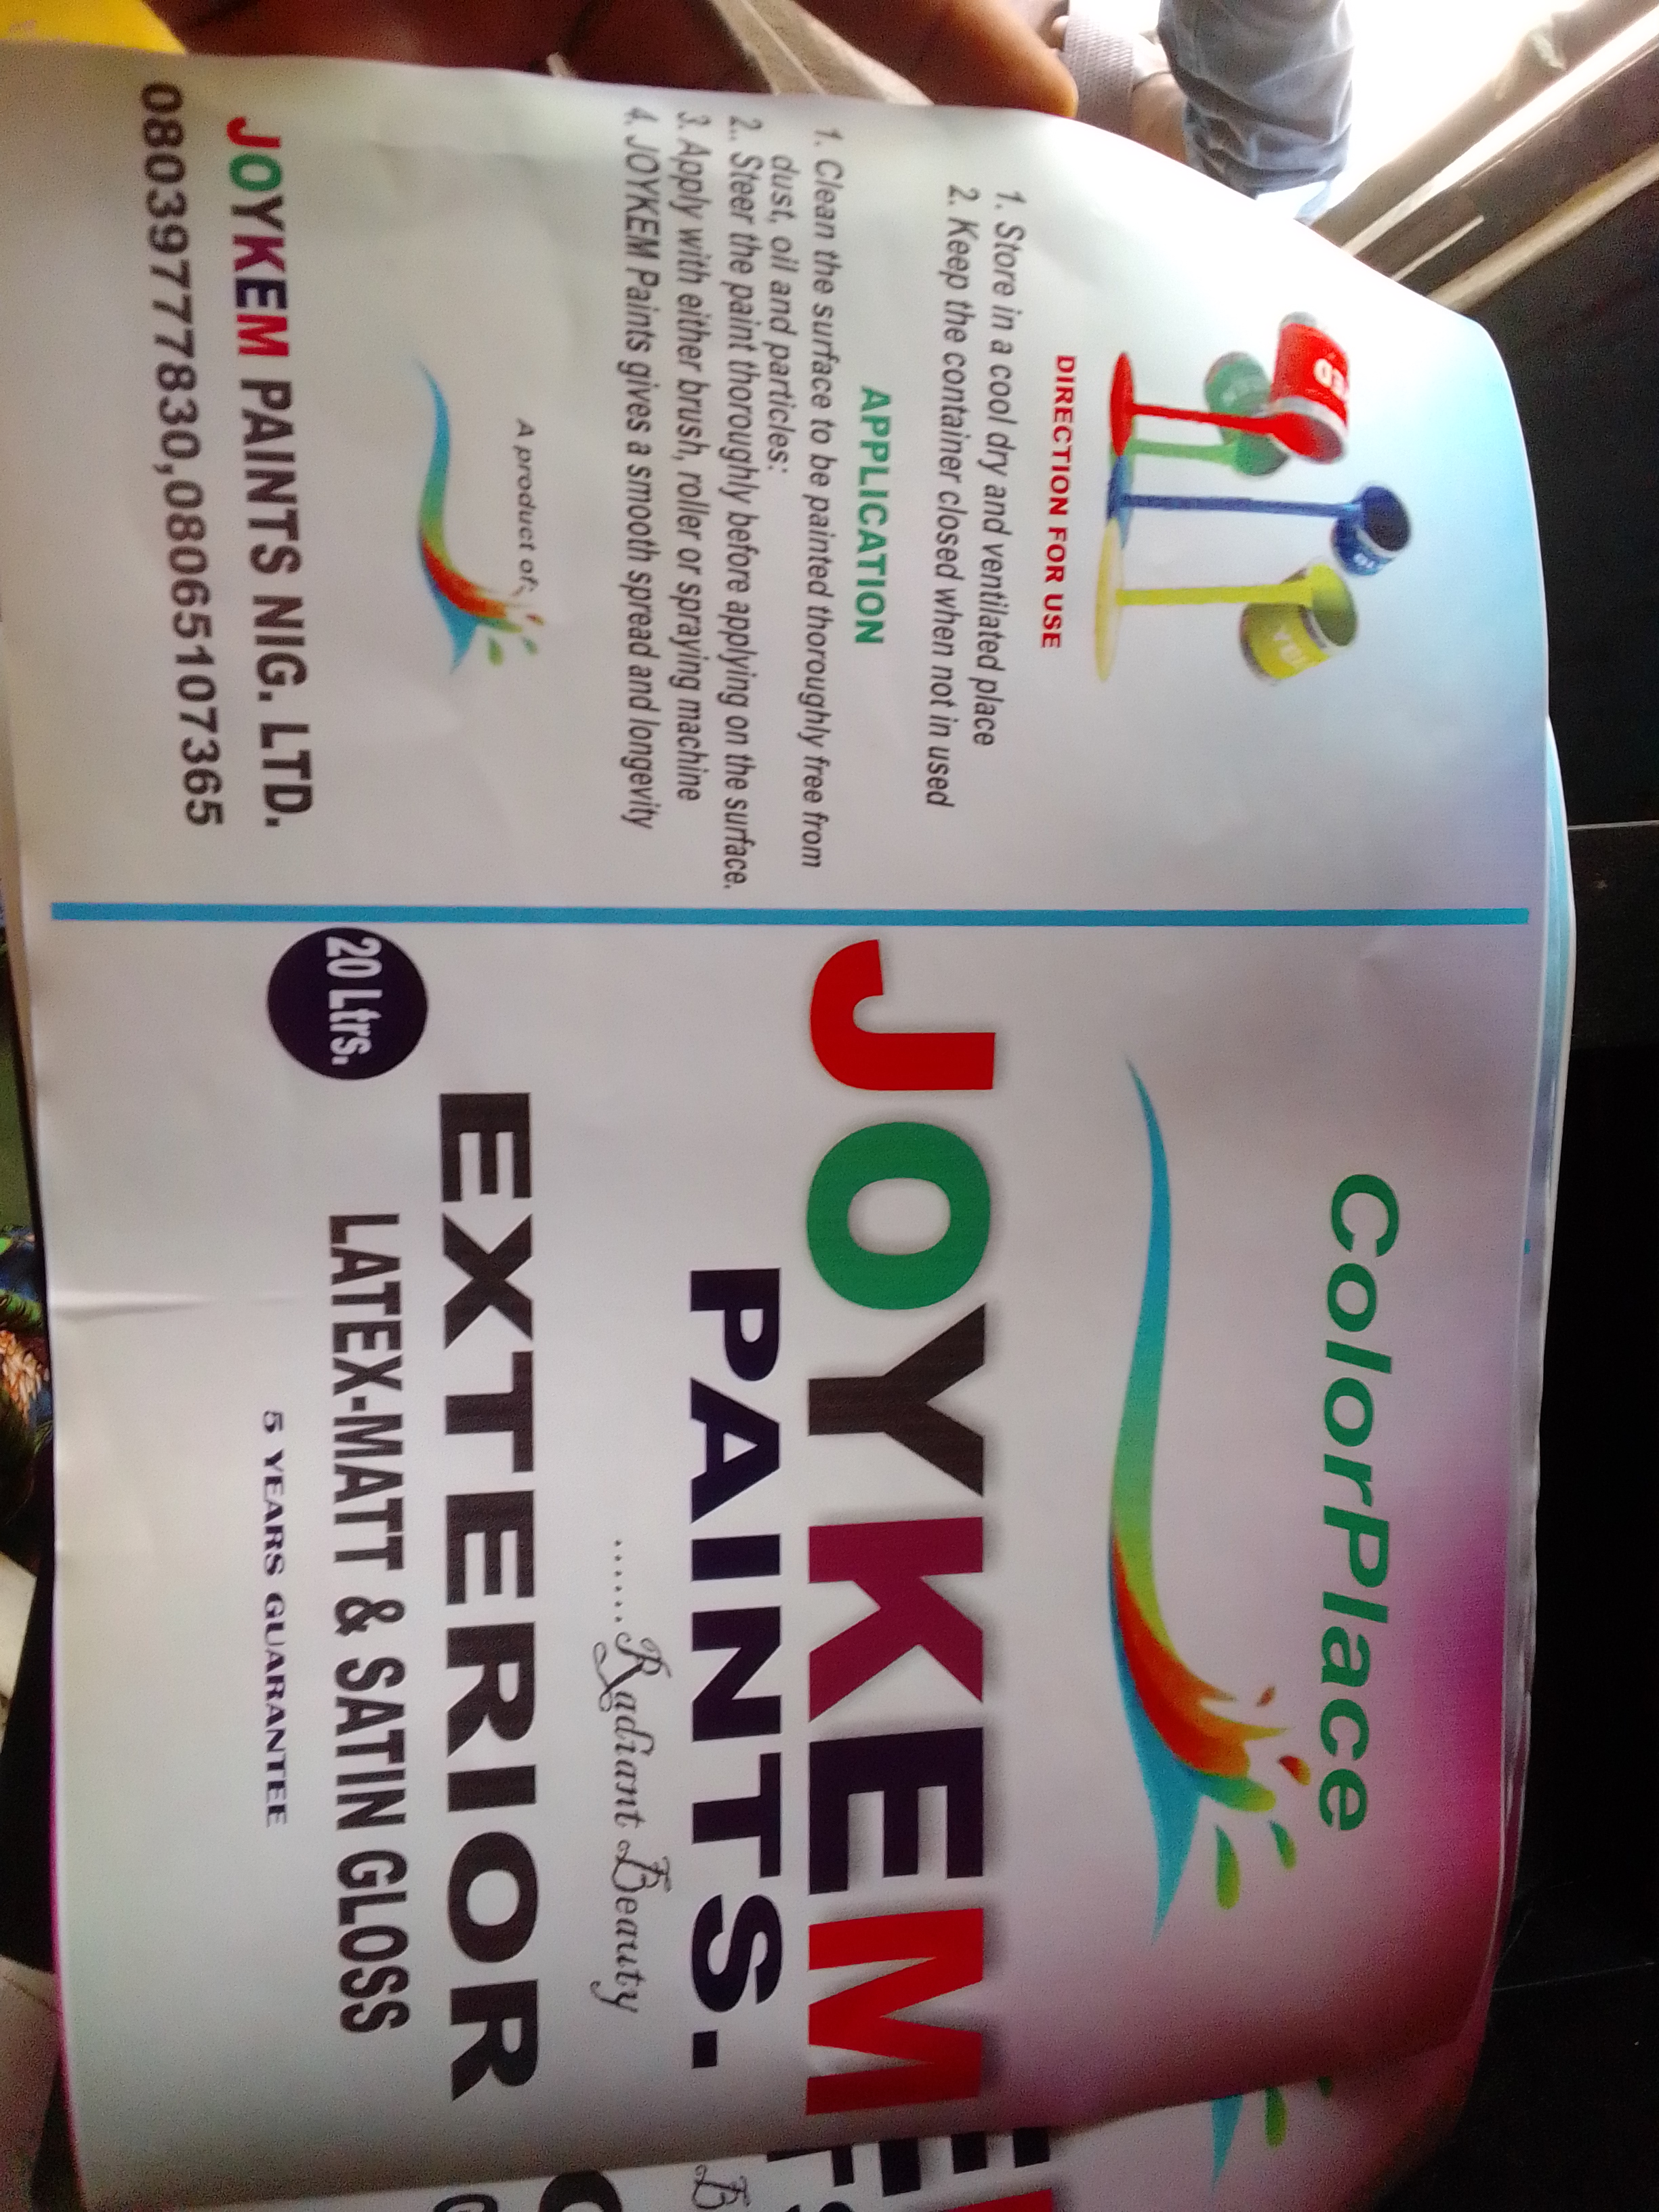 DIRECTION FOR USE
1. Store in a cool dry and ventilated place
2. Keep the container closed when not in used
APPLICATION
1. Clean the surface to be painted thoroughly free from
dust, oil and particles:
2.. Steer the paint thoroughly before applying on the surface.
3. Apply with either brush, roller or spraying machine
4. JOYKEM Paints gives a smooth spread and longevity
A product of:
JOYKEM PAINTS NIG. LTD.
08039777830,08065107365
ColorPlace
JOYKEM
PAINTS.
.......Radiant Beauty
EXTERIOR
20 Ltrs.
LATEX-MATT & SATIN GLOSS
5 YEARS GUARANTEE